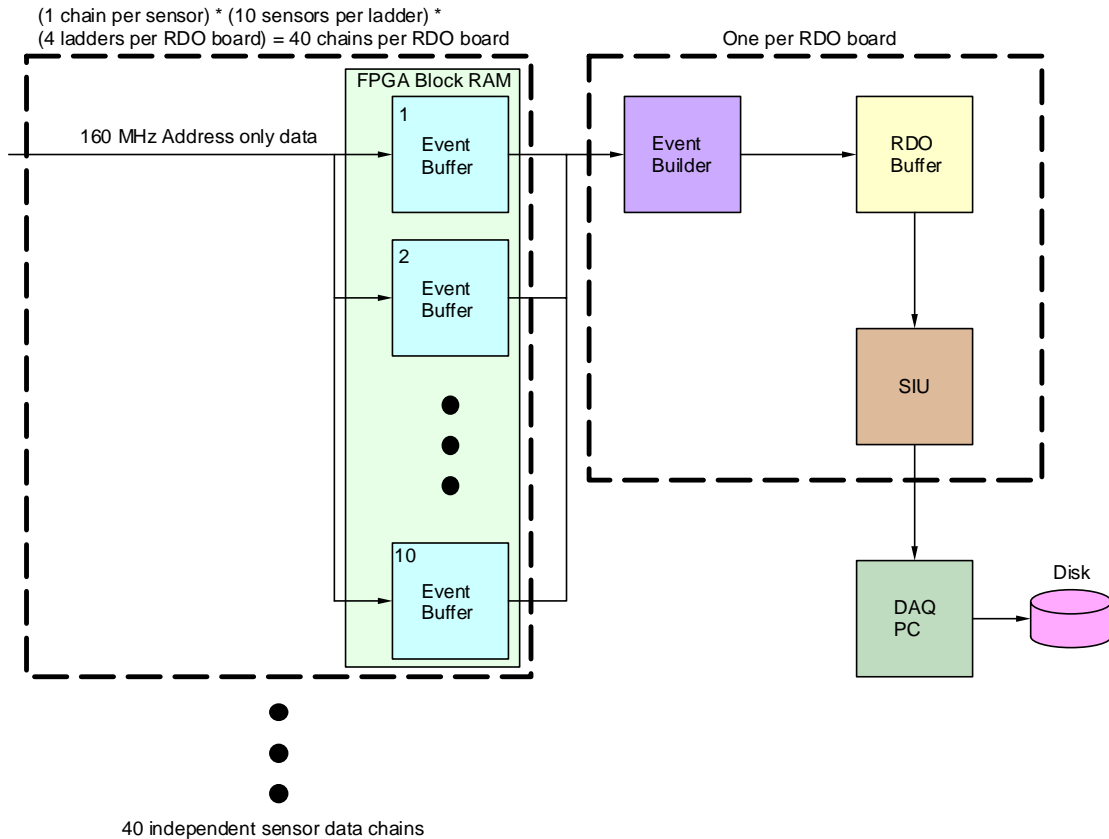 (1 chain per sensor) * (10 sensors per ladder) *
(4 ladders per RDO board) = 40 chains per RDO board
One per RDO board
FPGA Block RAM
160 MHz Address only data
1
Event
Buffer
Event
Builder
RDO
Buffer
2
Event
Buffer
SIU
10
Event
Buffer
DAQ
PC
Disk
40 independent sensor data chains